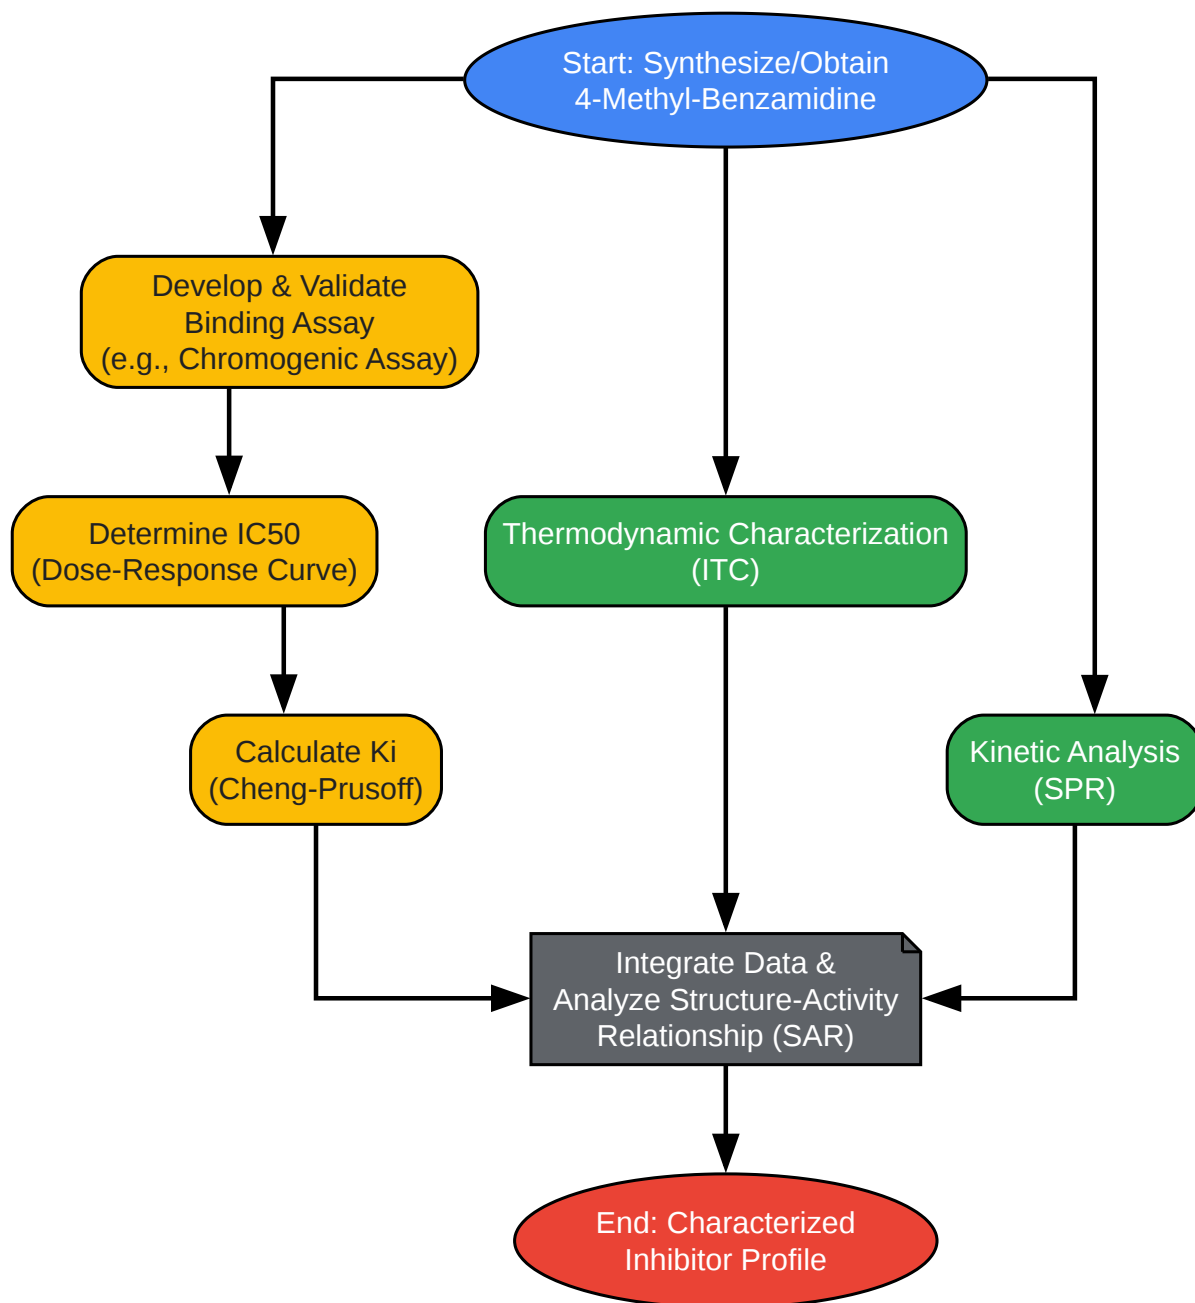 Start: Synthesize/Obtain
4-Methyl-Benzamidine
Develop & Validate
Binding Assay
(e.g., Chromogenic Assay)
Determine IC50
(Dose-Response Curve)
Thermodynamic Characterization
(ITC)
Calculate Ki
(Cheng-Prusoff)
Kinetic Analysis
(SPR)
Integrate Data &
Analyze Structure-Activity
Relationship (SAR)
End: Characterized
Inhibitor Profile